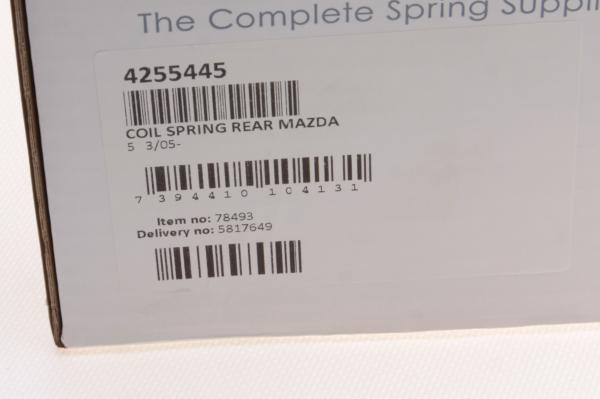 The Complete Spring
4255445
COIL SPRING REAR MAZDA
5 3/05-
7 394410 104131
Item no: 78493
Delivery no: 5817649